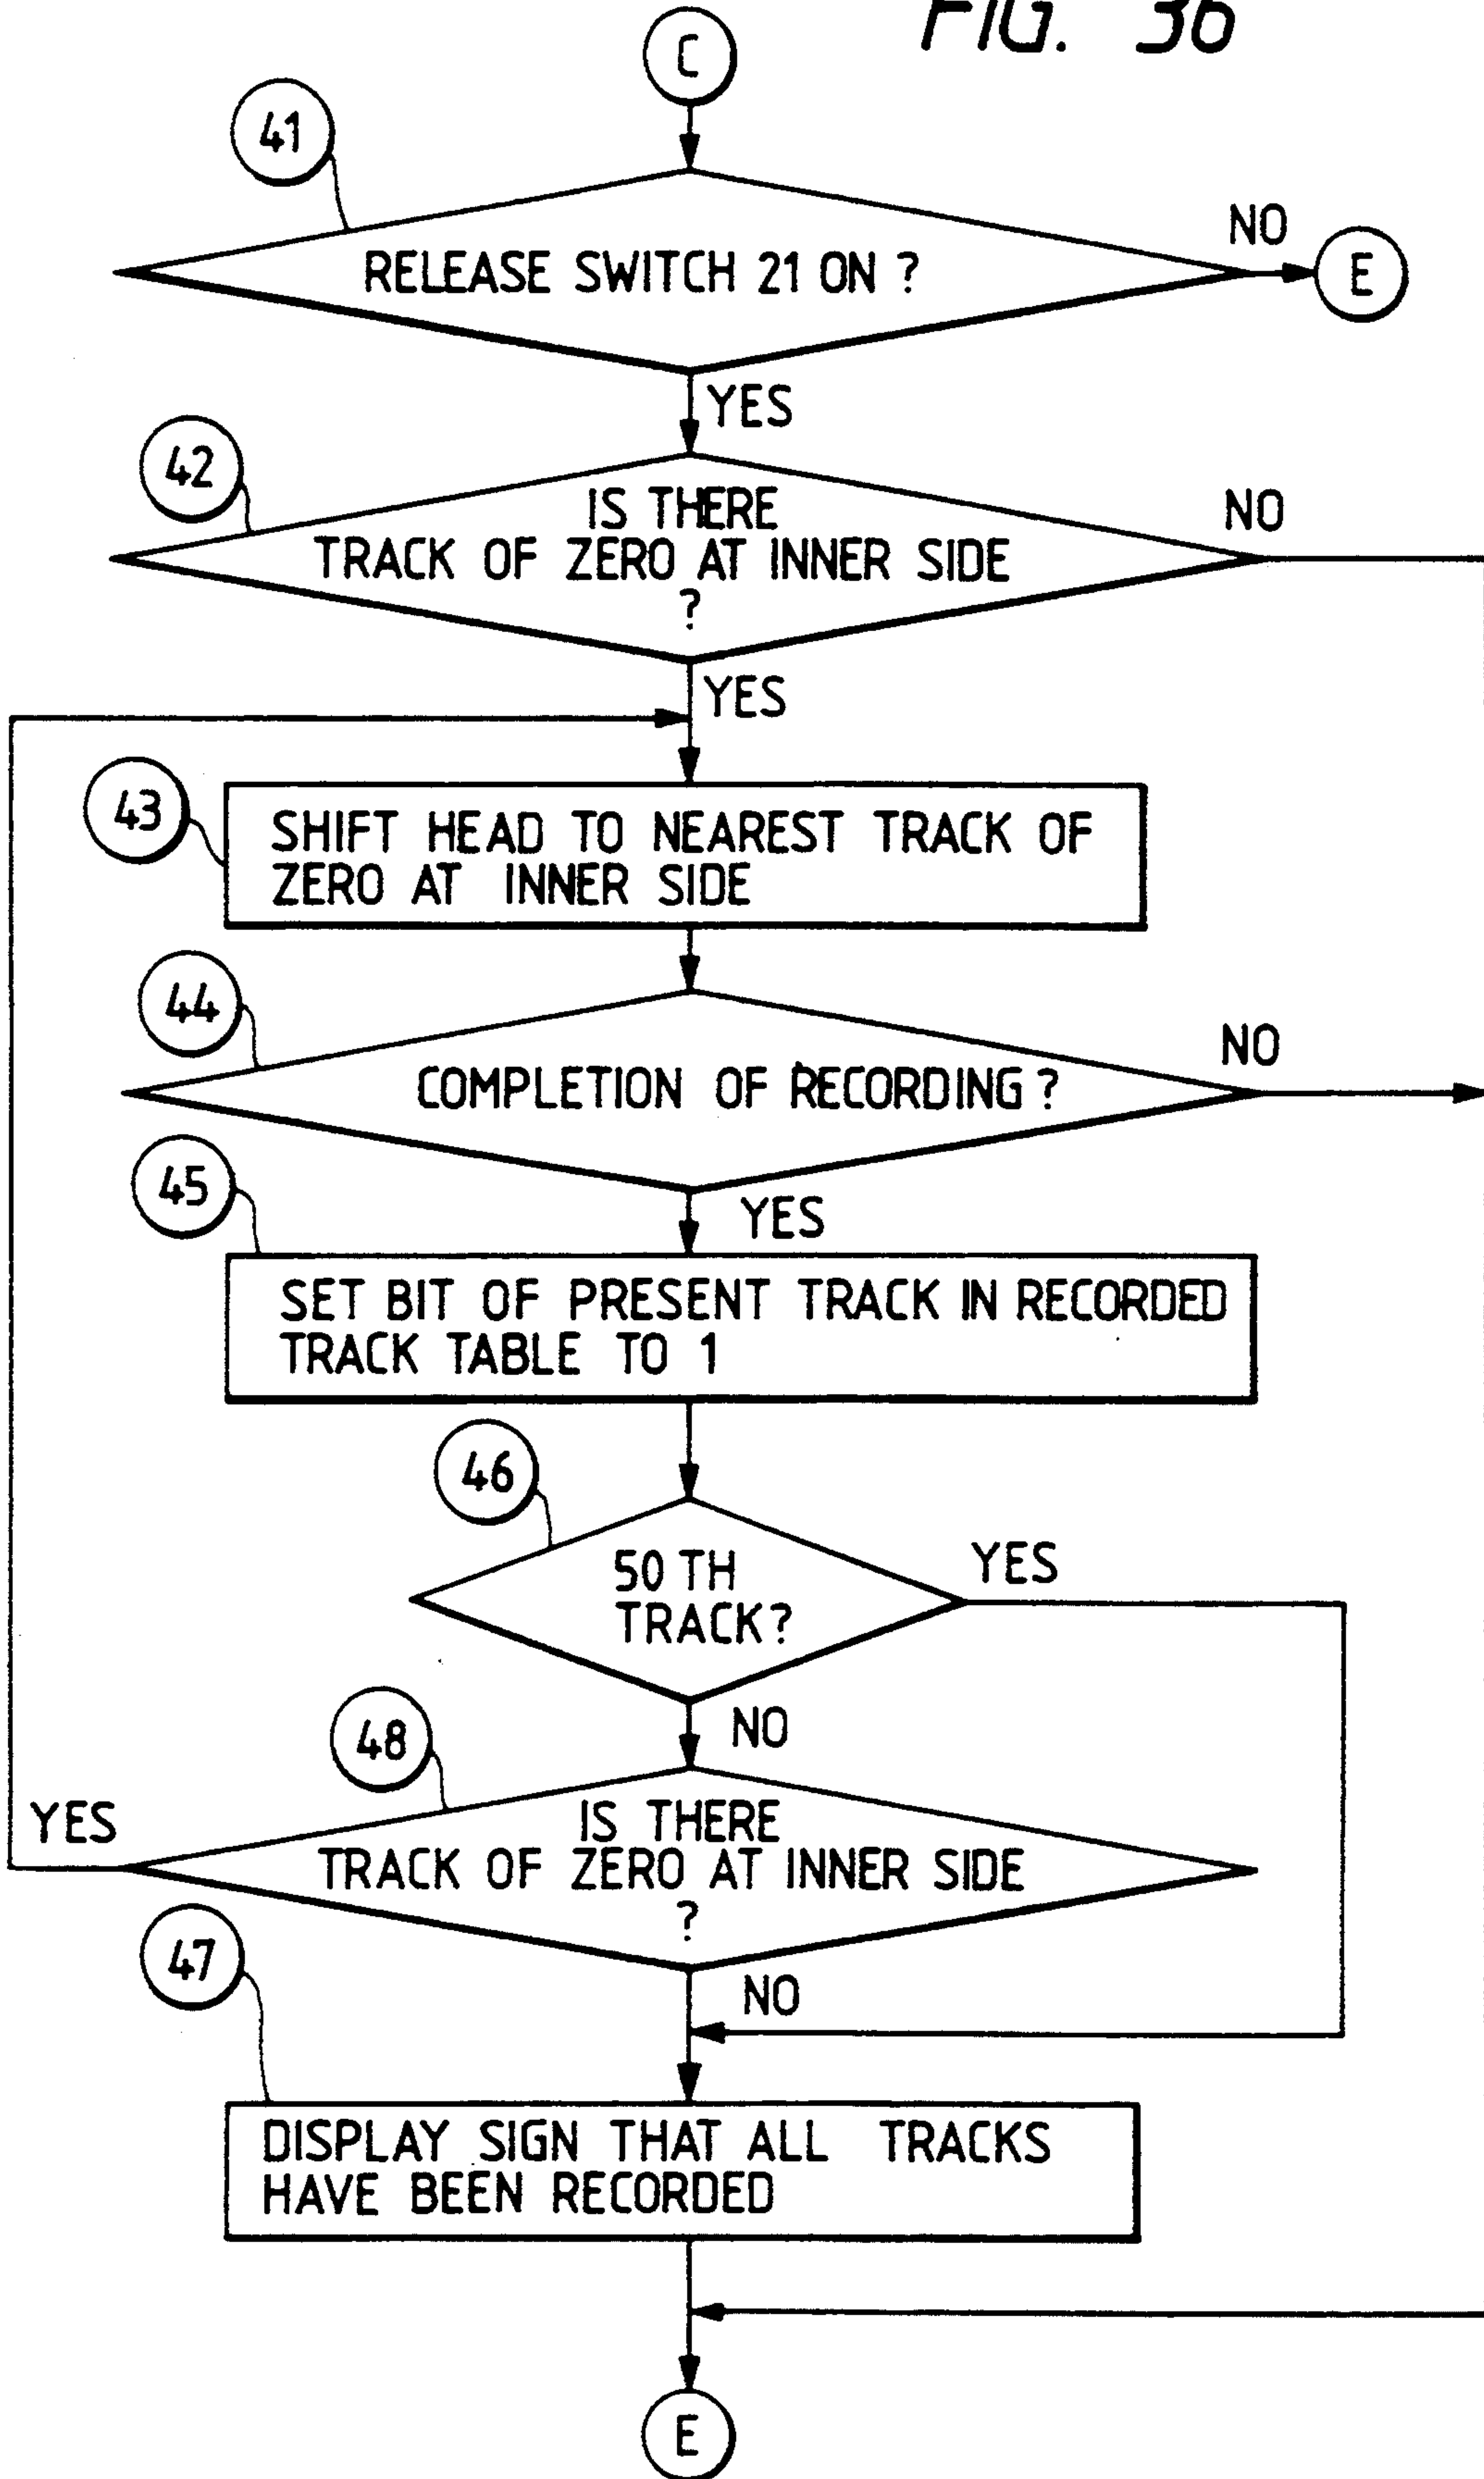 FIG. 3b
C
41
RELEASE SWITCH 21 ON ?
NO
E
YES
42
IS THERE
TRACK OF ZERO AT INNER SIDE
?
NO
YES
43
SHIFT HEAD TO NEAREST TRACK OF
ZERO AT INNER SIDE
44
COMPLETION OF RECORDING ?
NO
45
YES
SET BIT OF PRESENT TRACK IN RECORDED
TRACK TABLE TO 1
46
50 TH
TRACK?
YES
NO
48
IS THERE
TRACK OF ZERO AT INNER SIDE
?
YES
47
NO
DISPLAY SIGN THAT ALL TRACKS
HAVE BEEN RECORDED
E